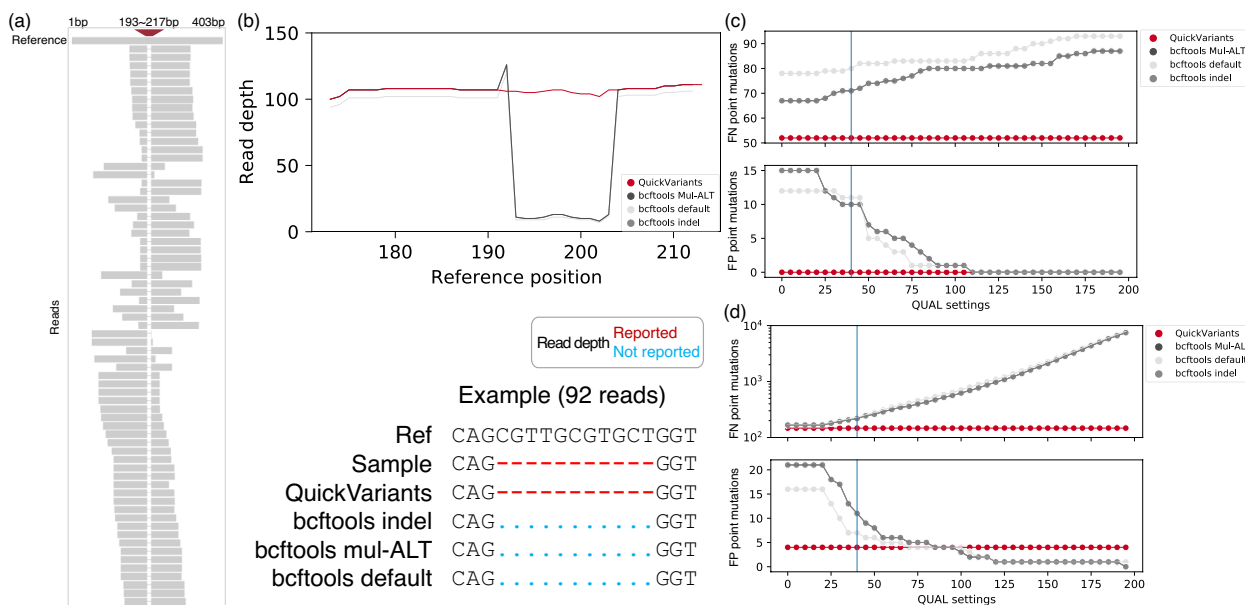 (a)
1bp 193~217bp 403bp
Reference
Reads
(b)
150
100
50
0
Read depth
180 190 200 210
Reference position
QuickVariants
bcftools Mul-ALT
bcftools default
bcftools indel
Read depth
Reported
Not reported
Example (92 reads)
Ref CAGCGTTGCGTGCTGGT
Sample CAG-----------GGT
QuickVariants CAG-----------GGT
bcftools indel CAG...........GGT
bcftools mul-ALT CAG...........GGT
bcftools default CAG...........GGT
(c)
90
80
70
60
50
FN point mutations
QuickVariants
bcftools Mul-ALT
bcftools default
bcftools indel
15
10
5
0
FP point mutations
0 25 50 75 100 125 150 175 200
QUAL settings
(d)
10⁴
10³
10²
FN point mutations
QuickVariants
bcftools Mul-AL
bcftools default
bcftools indel
20
15
10
5
0
FP point mutations
0 25 50 75 100 125 150 175 200
QUAL settings